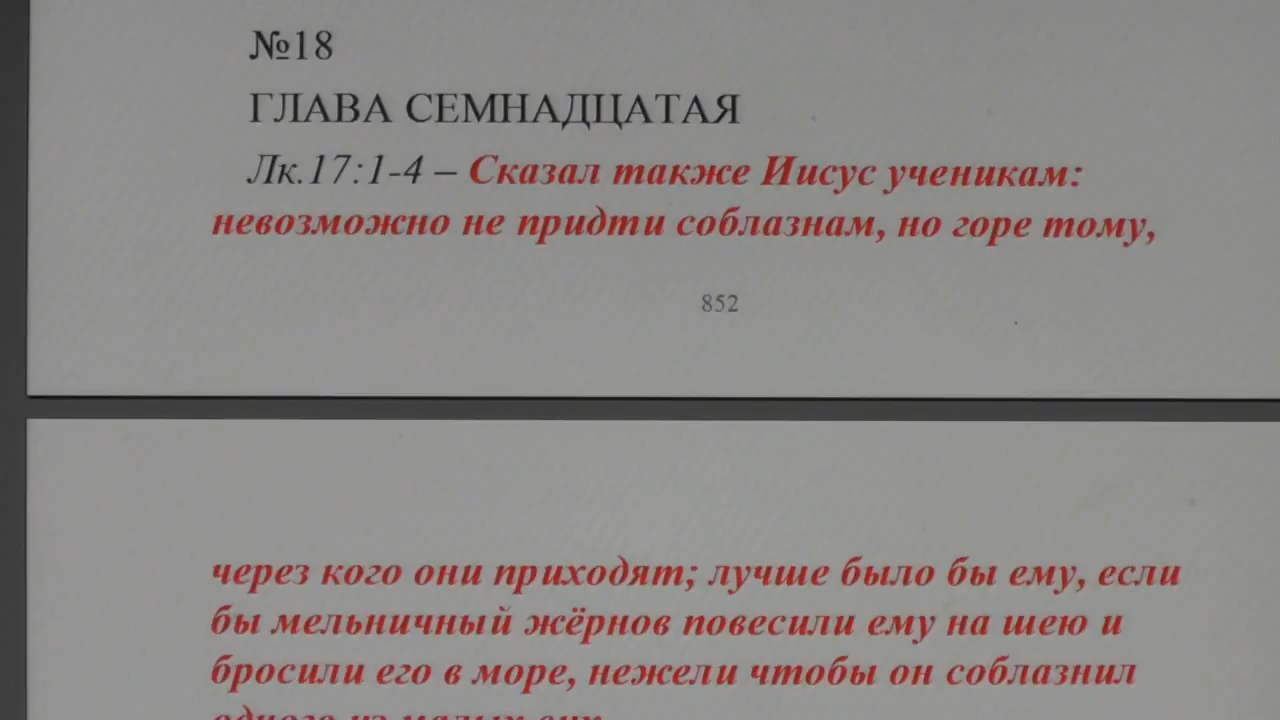 №18
ГЛАВА СЕМНАДЦАТАЯ
Лк.17:1-4 – Сказал также Иисус ученикам:
невозможно не придти соблазнам, но горе тому,
852
через кого они приходят; лучше было бы ему, если
бы мельничный жёрнов повесили ему на шею и
бросили его в море, нежели чтобы он соблазнил